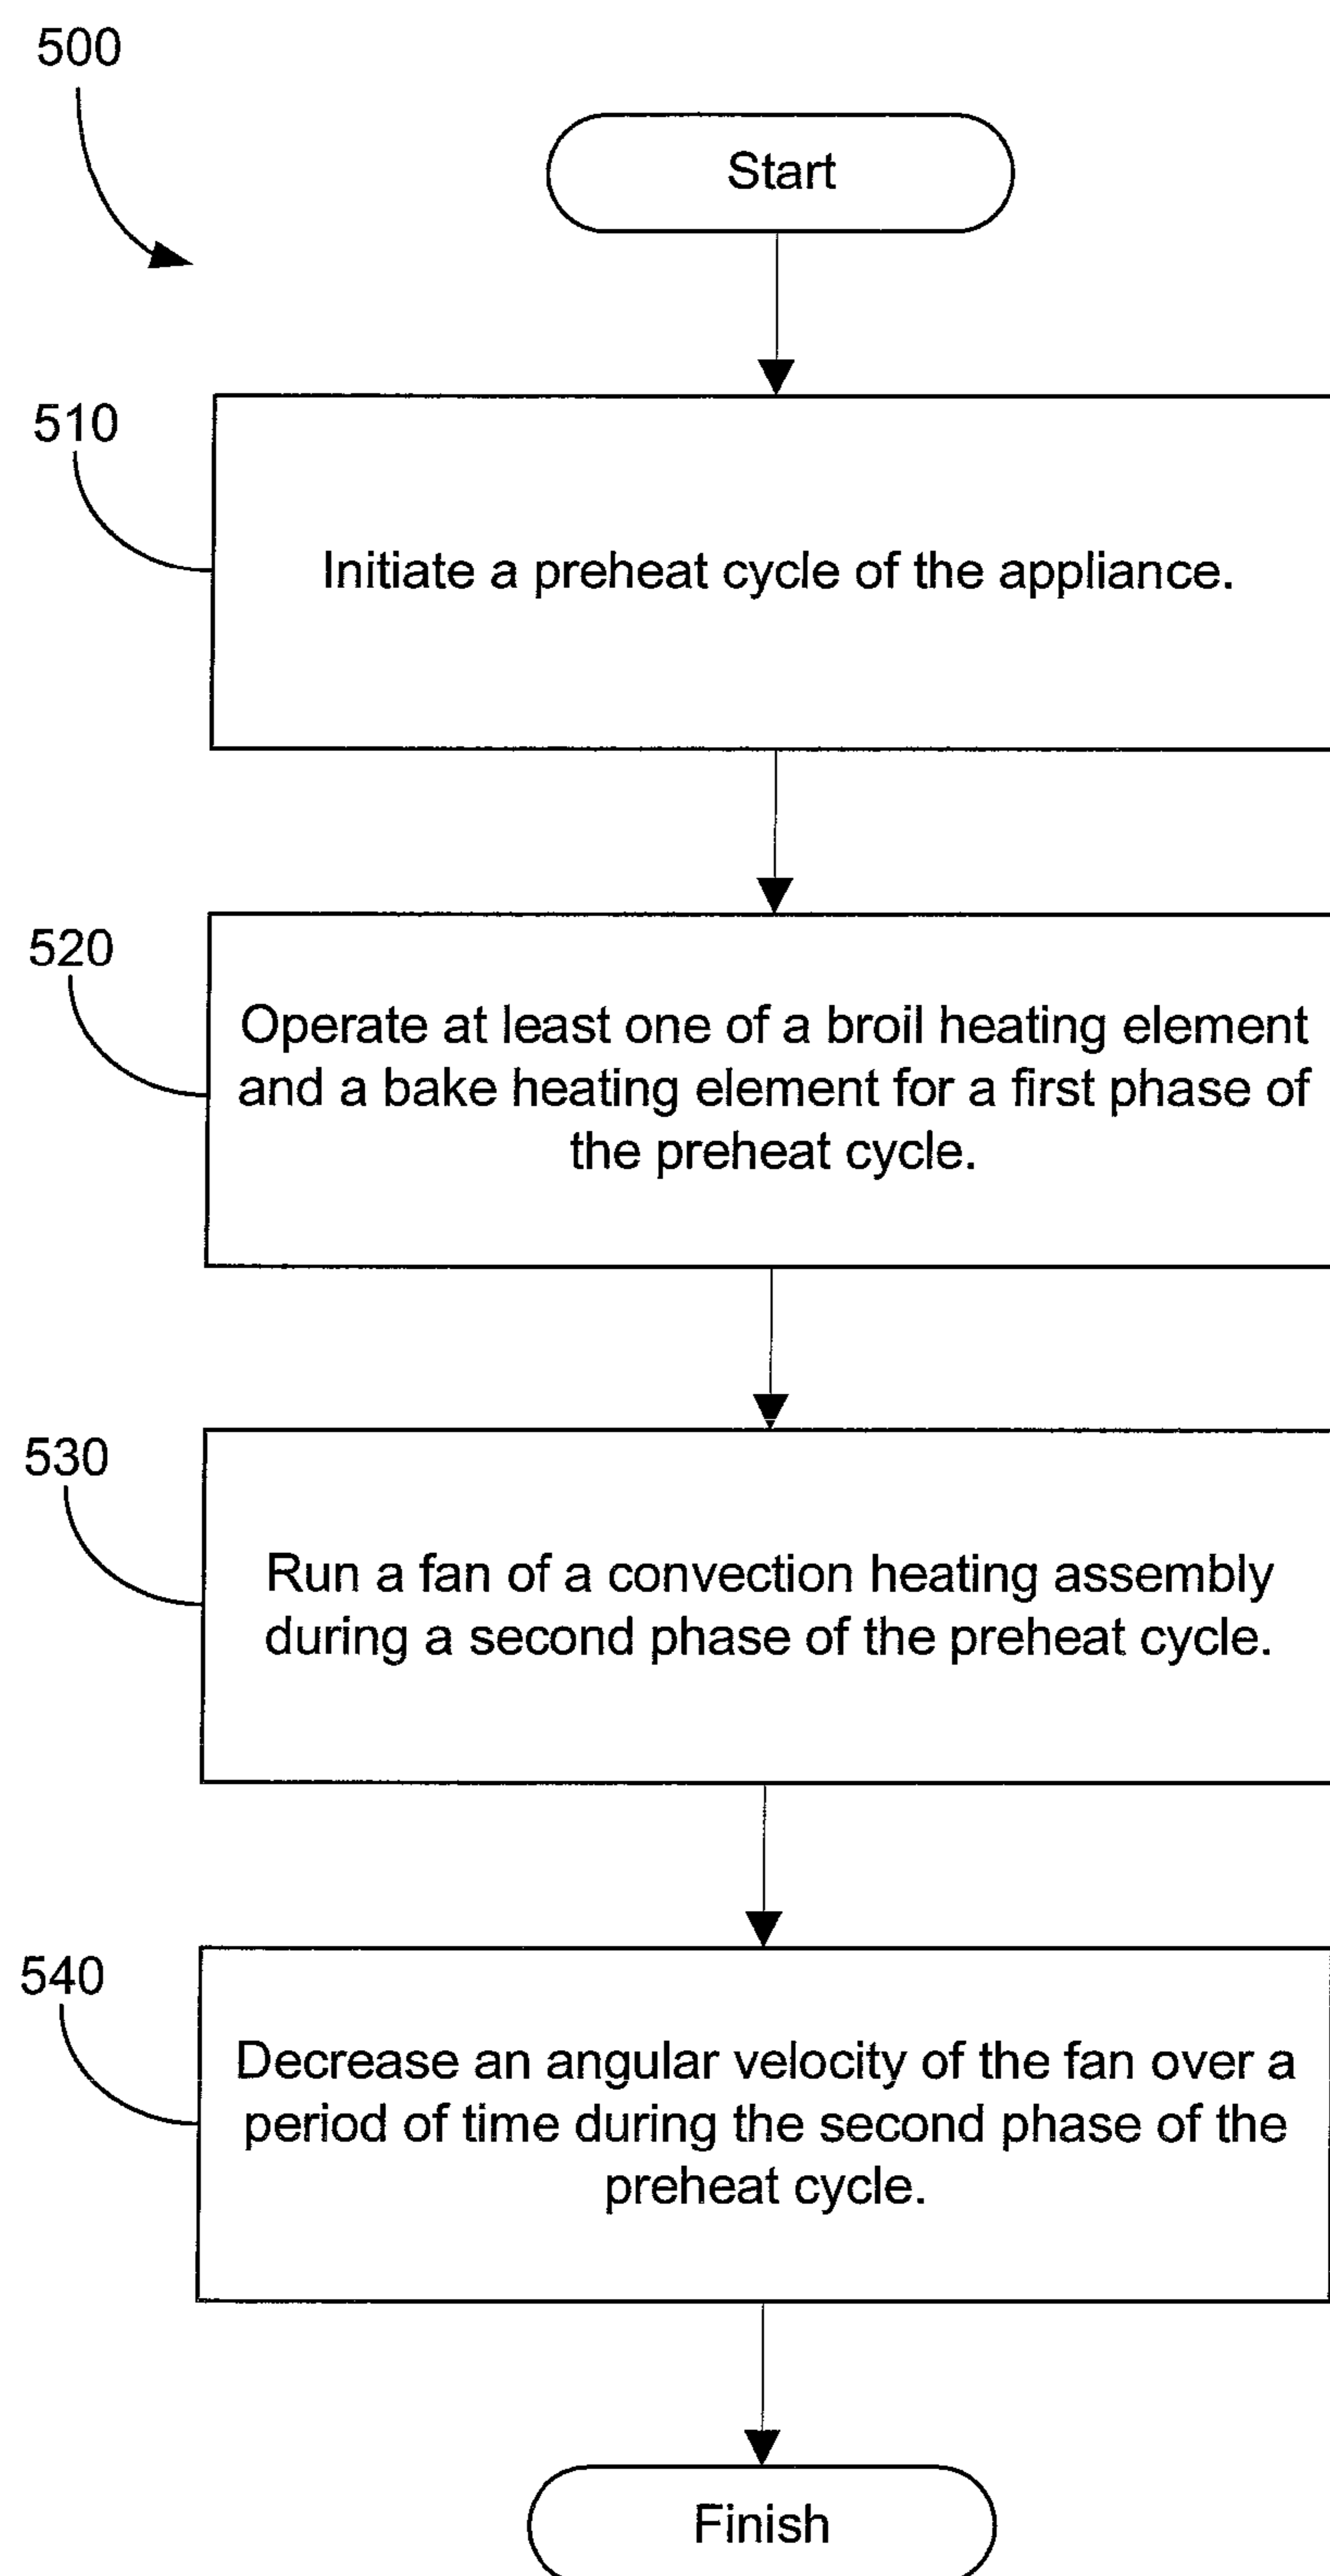 500
Start
510
Initiate a preheat cycle of the appliance.
520
Operate at least one of a broil heating element
and a bake heating element for a first phase of
the preheat cycle.
530
Run a fan of a convection heating assembly
during a second phase of the preheat cycle.
540
Decrease an angular velocity of the fan over a
period of time during the second phase of the
preheat cycle.
Finish